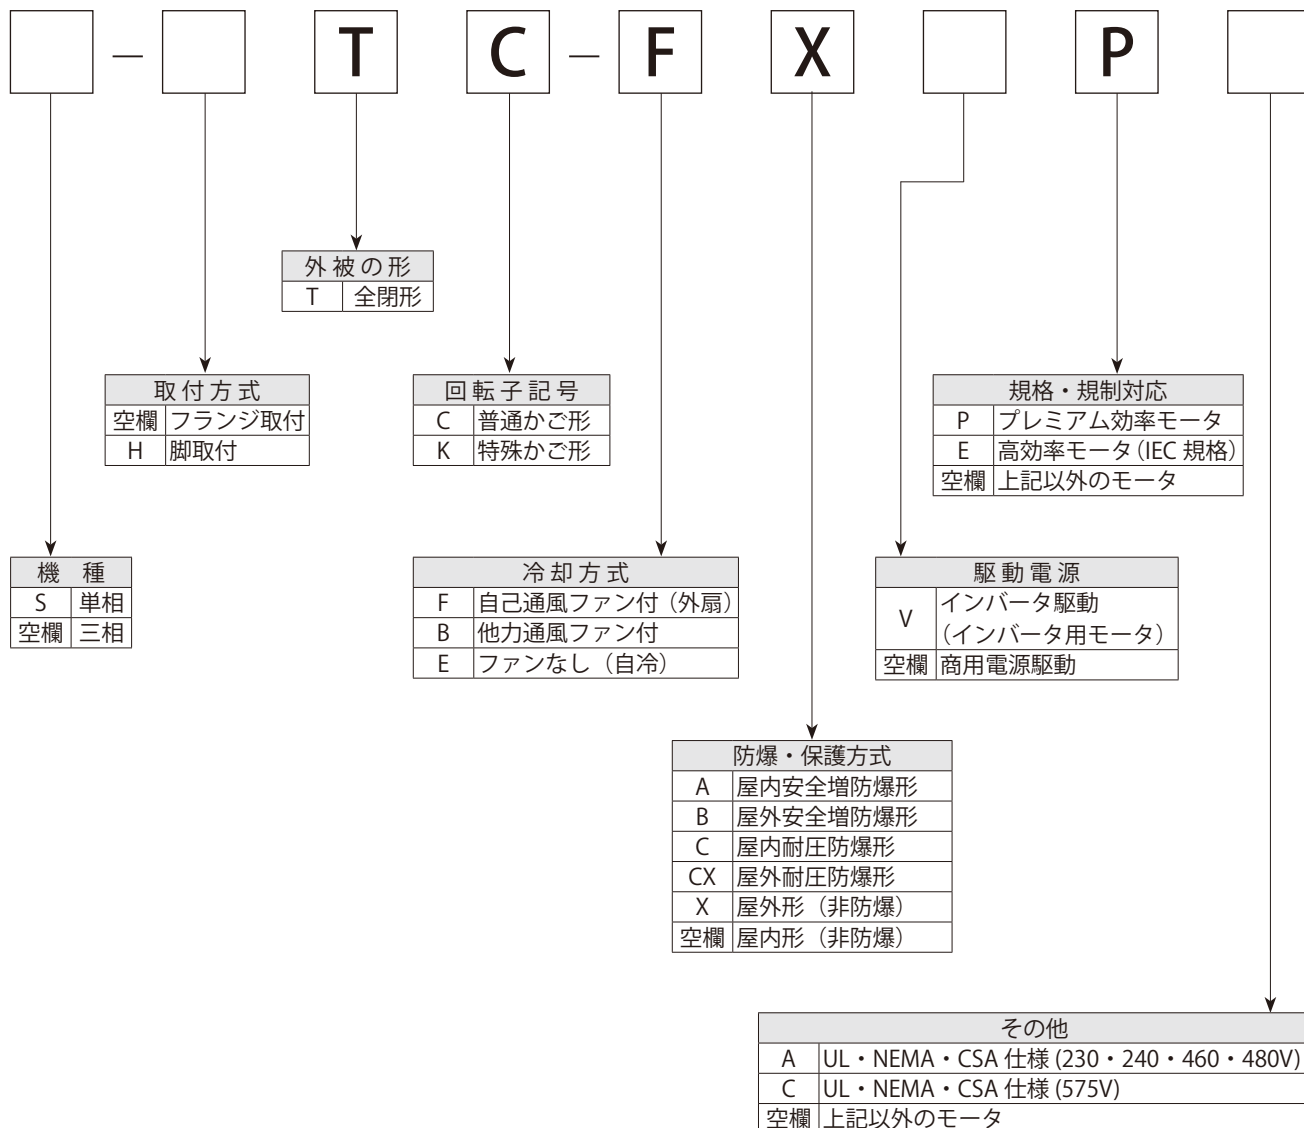 — T C — F X P
外被の形
T 全閉形
取付方式
空欄 フランジ取付
H 脚取付
回転子記号
C 普通かご形
K 特殊かご形
規格・規制対応
P プレミアム効率モータ
E 高効率モータ(IEC 規格)
空欄 上記以外のモータ
機 種
S 単相
空欄 三相
冷却方式
F 自己通風ファン付(外扇)
B 他力通風ファン付
E ファンなし(自冷)
駆動電源
V インバータ駆動
(インバータ用モータ)
空欄 商用電源駆動
防爆・保護方式
A 屋内安全増防爆形
B 屋外安全増防爆形
C 屋内耐圧防爆形
CX 屋外耐圧防爆形
X 屋外形(非防爆)
空欄 屋内形(非防爆)
その他
A UL・NEMA・CSA 仕様 (230・240・460・480V)
C UL・NEMA・CSA 仕様 (575V)
空欄 上記以外のモータ